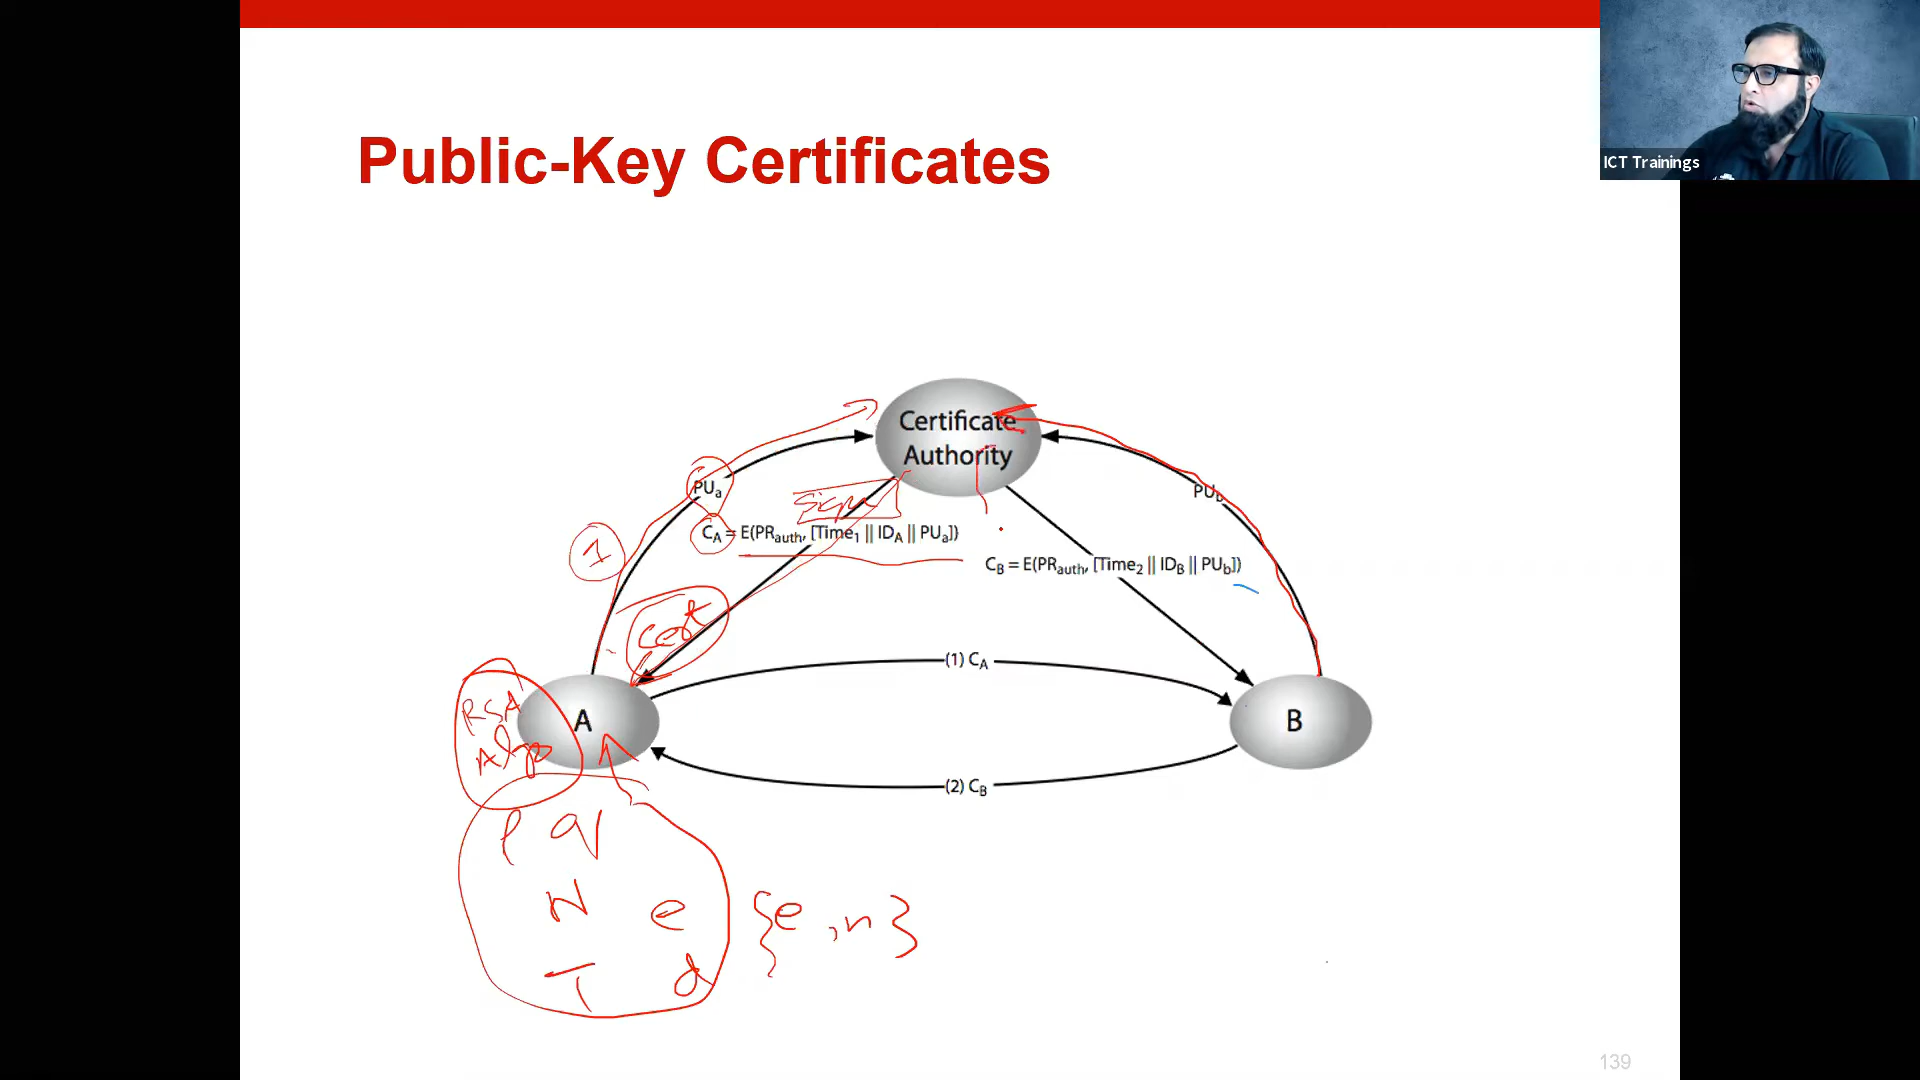 ICT Trainings
Public-Key Certificates
Certificate
Authority
PUa
PUb
Sign
CA = E(PRauth, [Time1 || IDA || PUa])
1
CB = E(PRauth, [Time2 || IDB || PUb])
Cert
(1) CA
RSA
Algo
A
B
(2) CB
P q
N e
{e, n}
T d
139